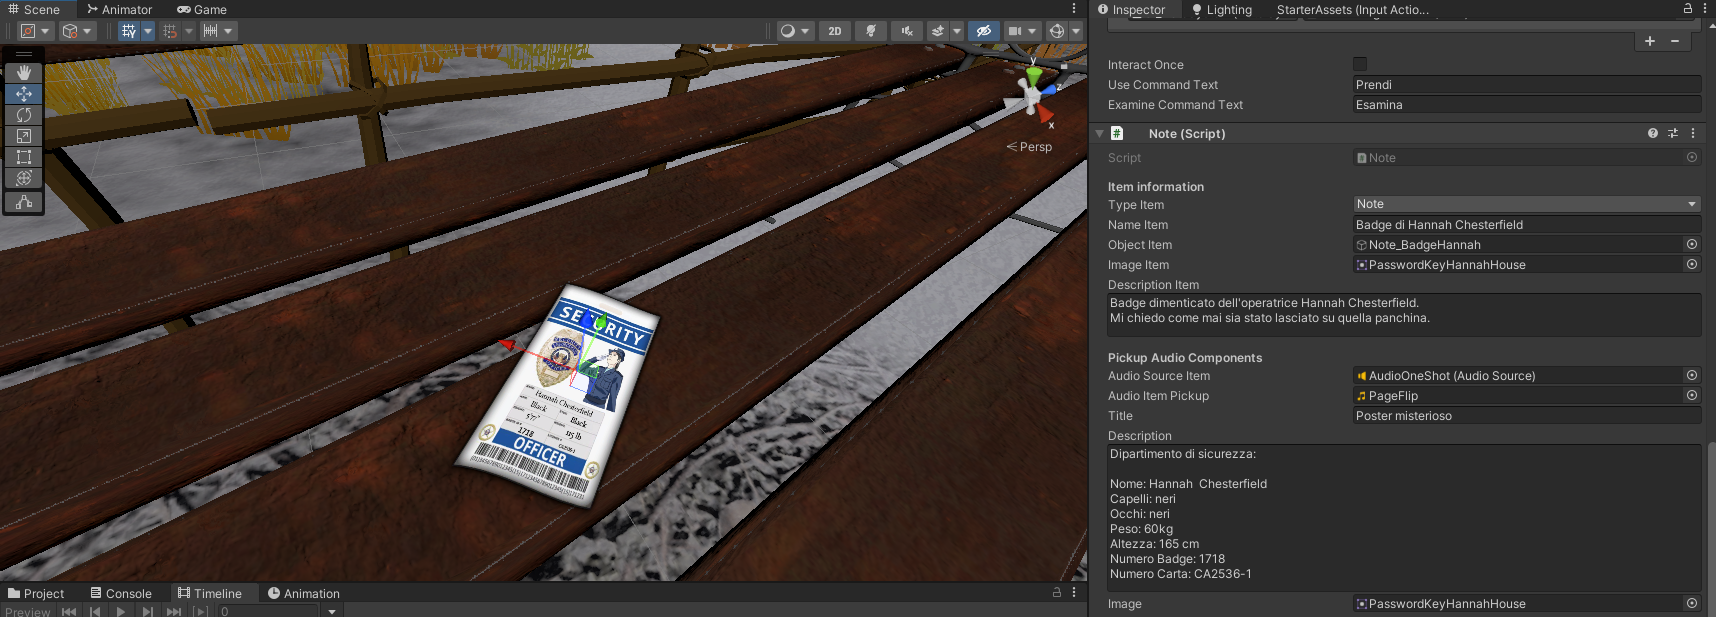 Scene Animator Game
2D
y
z
x
Persp
SECURITY
Hannah Chesterfield
Black
Black
5'7"
115 lb
1718
OFFICER
Project Console Timeline Animation
Preview 0
Inspector Lighting StarterAssets (Input Actio...
Interact Once
Use Command Text Prendi
Examine Command Text Esamina
# Note (Script)
Script Note
Item information
Type Item Note
Name Item Badge di Hannah Chesterfield
Object Item Note_BadgeHannah
Image Item PasswordKeyHannahHouse
Description Item
Badge dimenticato dell'operatrice Hannah Chesterfield.
Mi chiedo come mai sia stato lasciato su quella panchina.
Pickup Audio Components
Audio Source Item AudioOneShot (Audio Source)
Audio Item Pickup PageFlip
Title Poster misterioso
Description
Dipartimento di sicurezza:
Nome: Hannah  Chesterfield
Capelli: neri
Occhi: neri
Peso: 60kg
Altezza: 165 cm
Numero Badge: 1718
Numero Carta: CA2536-1
Image PasswordKeyHannahHouse